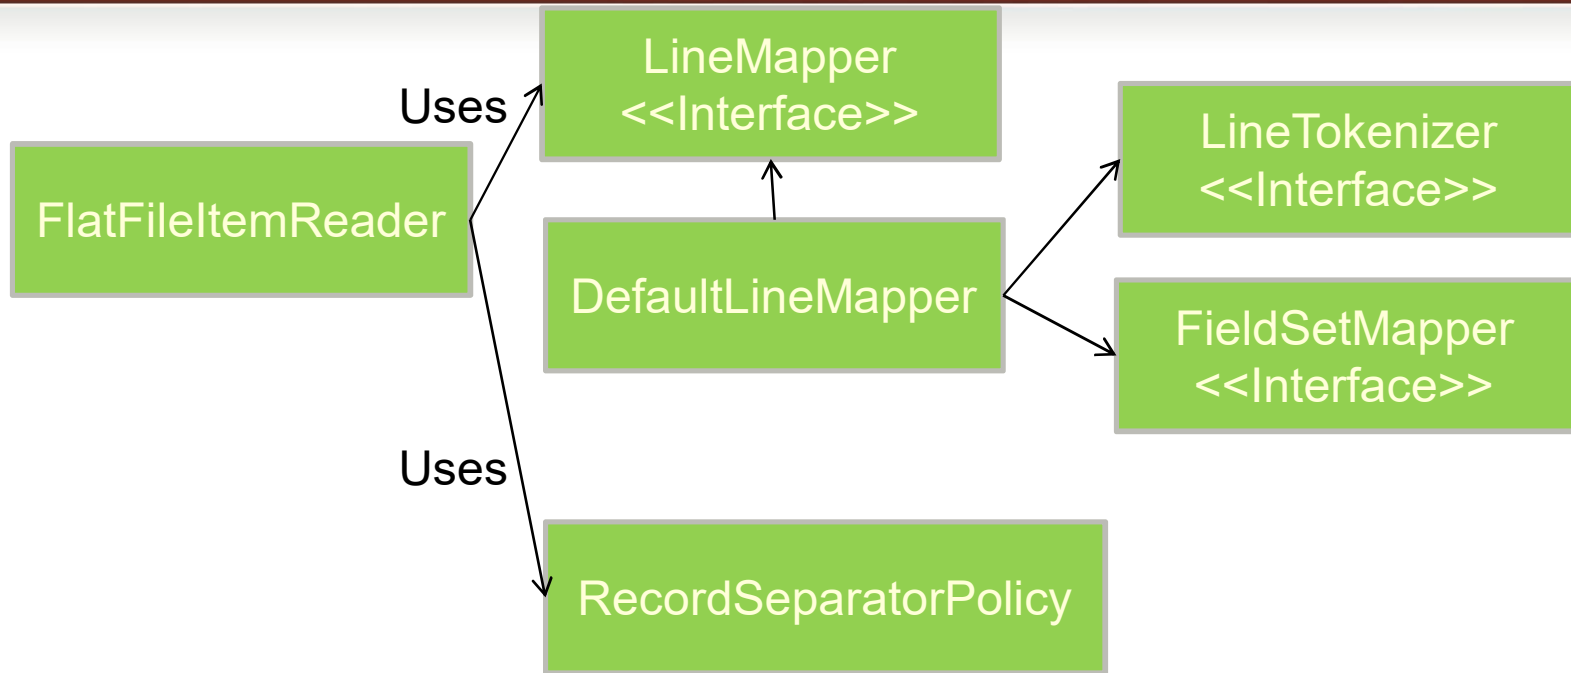 LineMapper
<<Interface>>
Uses
LineTokenizer
<<Interface>>
FlatFileItemReader
DefaultLineMapper
FieldSetMapper
<<Interface>>
Uses
RecordSeparatorPolicy